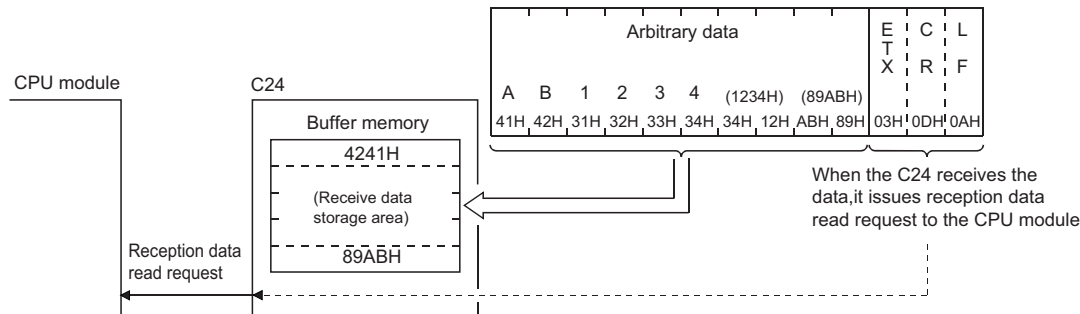 Arbitrary data
E T X
C R
L F
A B 1 2 3 4 (1234H) (89ABH)
41H 42H 31H 32H 33H 34H 34H 12H ABH 89H 03H 0DH 0AH
CPU module
C24
Buffer memory
4241H
(Receive data
storage area)
89ABH
When the C24 receives the
data,it issues reception data
read request to the CPU module
Reception data
read request